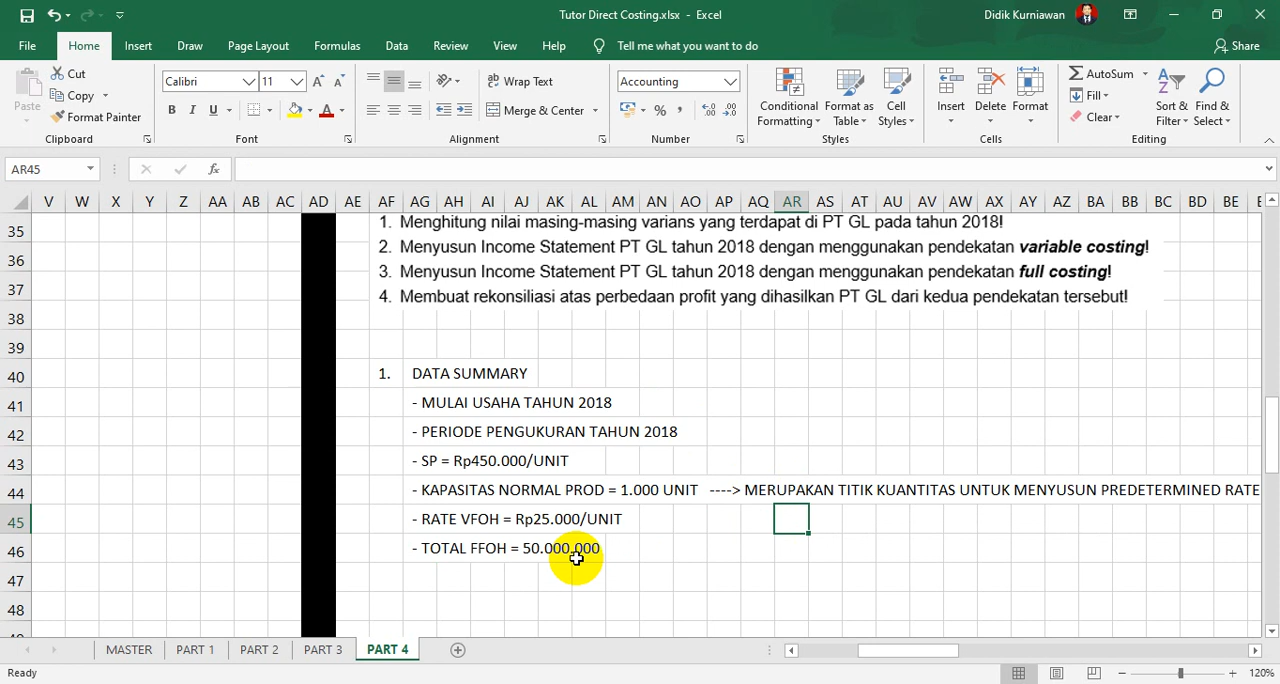 Tutor Direct Costing.xlsx - Excel
Didik Kurniawan
File Home Insert Draw Page Layout Formulas Data Review View Help Tell me what you want to do Share
Paste
Cut
Copy
Format Painter
Clipboard
Calibri 11
B I U
Font
Wrap Text
Merge & Center
Alignment
Accounting
Number
Conditional Formatting
Format as Table
Cell Styles
Styles
Insert Delete Format
Cells
AutoSum
Fill
Clear
Sort & Filter
Find & Select
Editing
AR45
fx
V W X Y Z AA AB AC AD AE AF AG AH AI AJ AK AL AM AN AO AP AQ AR AS AT AU AV AW AX AY AZ BA BB BC BD BE
35 1. Menghitung nilai masing-masing varians yang terdapat di PT GL pada tahun 2018!
36 2. Menyusun Income Statement PT GL tahun 2018 dengan menggunakan pendekatan variable costing!
37 3. Menyusun Income Statement PT GL tahun 2018 dengan menggunakan pendekatan full costing!
38 4. Membuat rekonsiliasi atas perbedaan profit yang dihasilkan PT GL dari kedua pendekatan tersebut!
39
40 1. DATA SUMMARY
41 - MULAI USAHA TAHUN 2018
42 - PERIODE PENGUKURAN TAHUN 2018
43 - SP = Rp450.000/UNIT
44 - KAPASITAS NORMAL PROD = 1.000 UNIT ----> MERUPAKAN TITIK KUANTITAS UNTUK MENYUSUN PREDETERMINED RATE
45 - RATE VFOH = Rp25.000/UNIT
46 - TOTAL FFOH = 50.000.000
47
48
MASTER PART 1 PART 2 PART 3 PART 4
Ready
120%